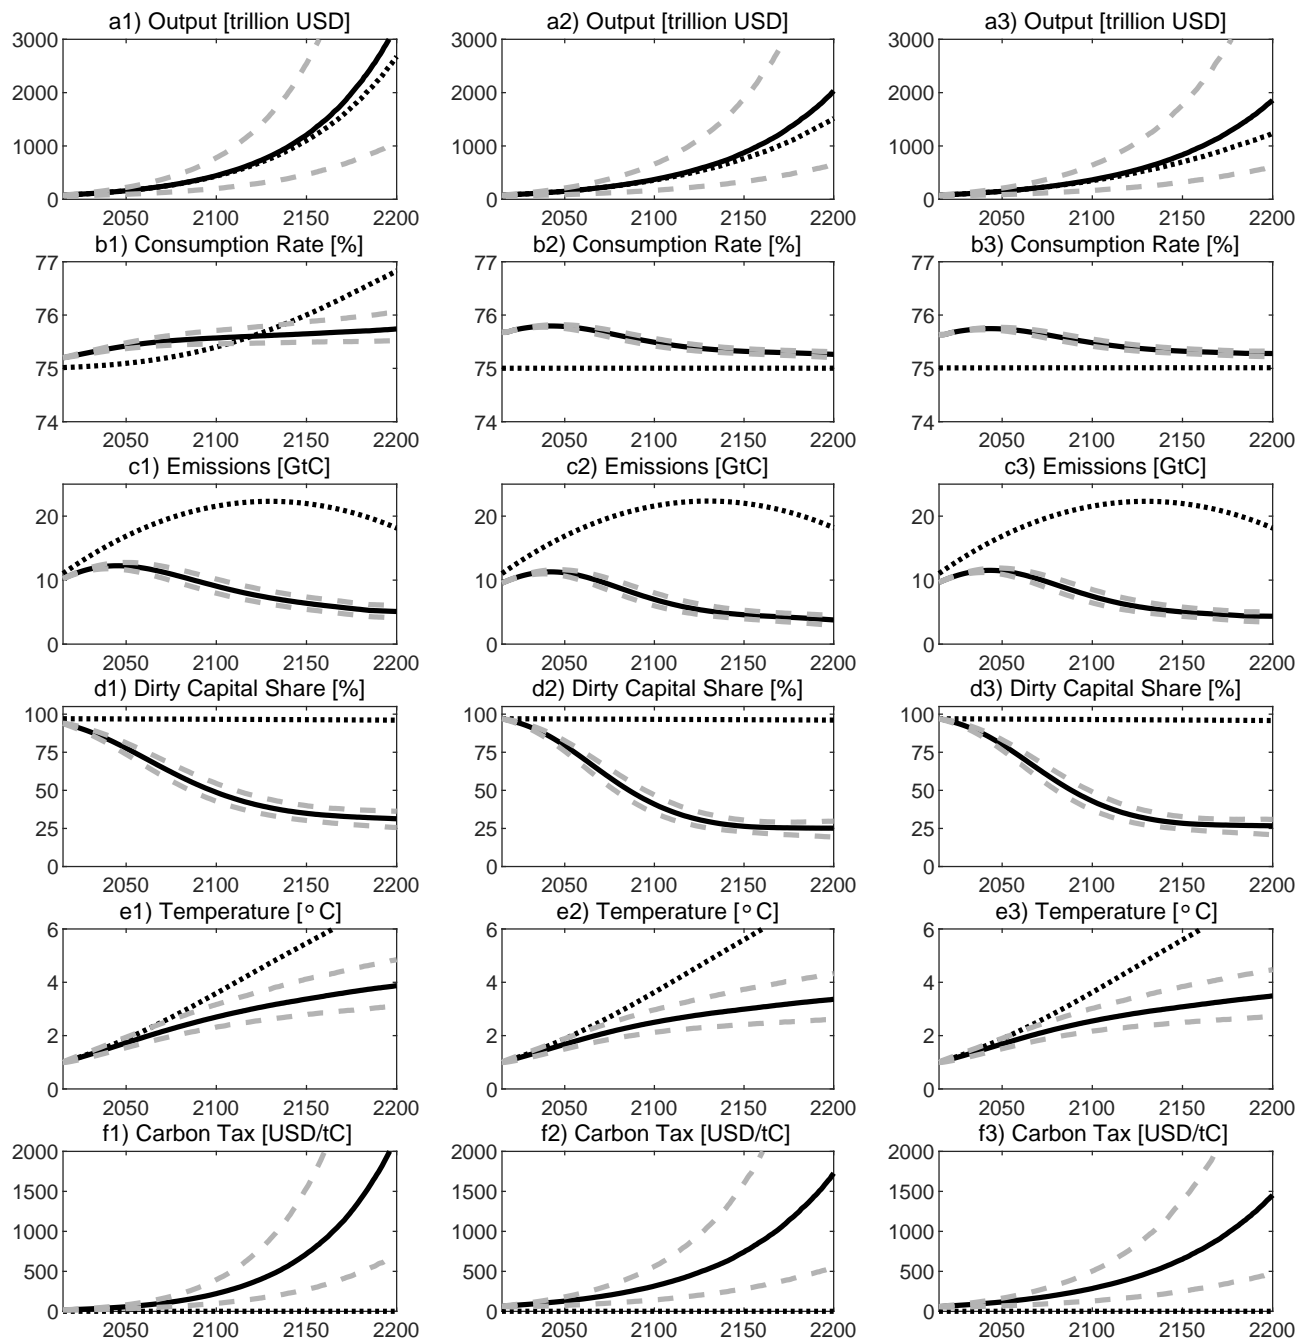 a1) Output [trillion USD]
a2) Output [trillion USD]
a3) Output [trillion USD]
3000
2000
1000
0
2050 2100 2150 2200
3000
2000
1000
0
2050 2100 2150 2200
3000
2000
1000
0
2050 2100 2150 2200
b1) Consumption Rate [%]
b2) Consumption Rate [%]
b3) Consumption Rate [%]
77
76
75
74
2050 2100 2150 2200
77
76
75
74
2050 2100 2150 2200
77
76
75
74
2050 2100 2150 2200
c1) Emissions [GtC]
c2) Emissions [GtC]
c3) Emissions [GtC]
20
10
0
2050 2100 2150 2200
20
10
0
2050 2100 2150 2200
20
10
0
2050 2100 2150 2200
d1) Dirty Capital Share [%]
d2) Dirty Capital Share [%]
d3) Dirty Capital Share [%]
100
75
50
25
0
2050 2100 2150 2200
100
75
50
25
0
2050 2100 2150 2200
100
75
50
25
0
2050 2100 2150 2200
e1) Temperature [° C]
e2) Temperature [° C]
e3) Temperature [° C]
6
4
2
0
2050 2100 2150 2200
6
4
2
0
2050 2100 2150 2200
6
4
2
0
2050 2100 2150 2200
f1) Carbon Tax [USD/tC]
f2) Carbon Tax [USD/tC]
f3) Carbon Tax [USD/tC]
2000
1500
1000
500
0
2050 2100 2150 2200
2000
1500
1000
500
0
2050 2100 2150 2200
2000
1500
1000
500
0
2050 2100 2150 2200